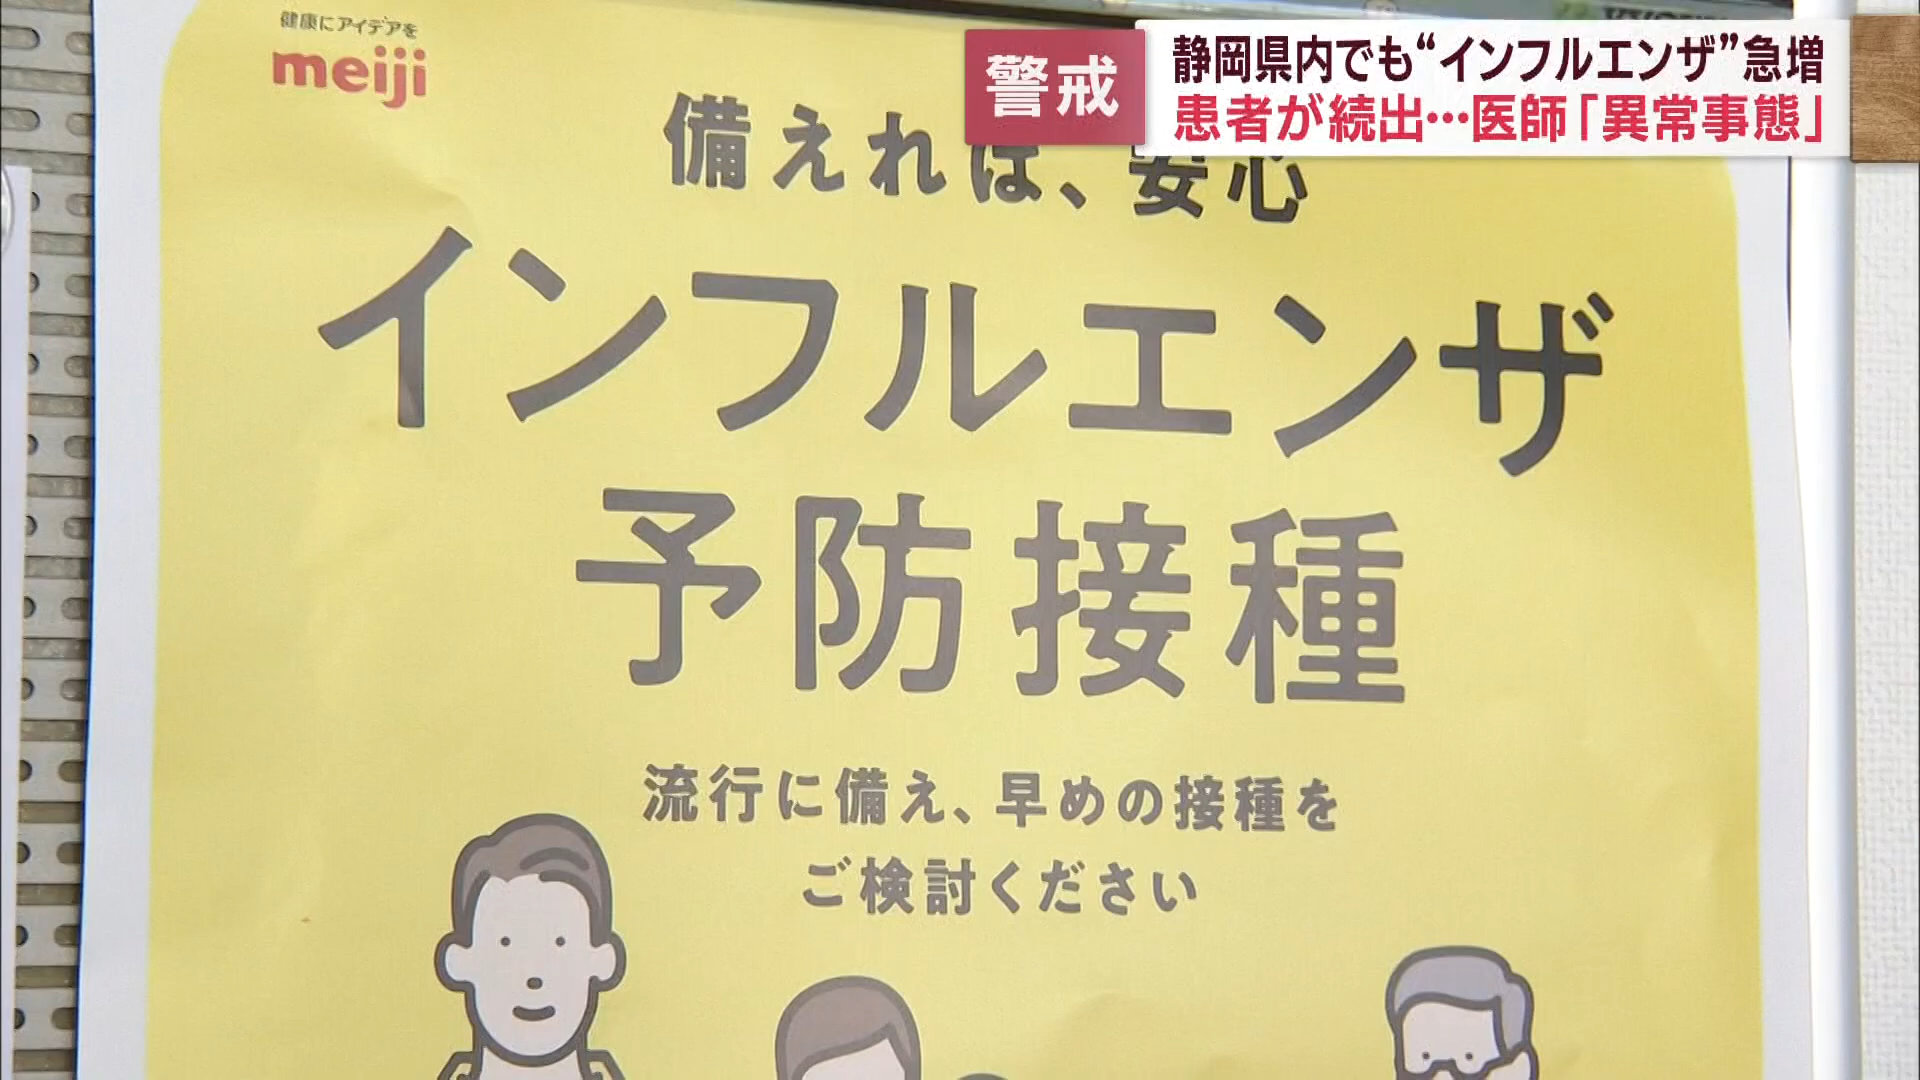 健康にアイデアを
meiji
警戒
静岡県内でも“インフルエンザ”急増
患者が続出…医師「異常事態」
備えれば、安心
インフルエンザ
予防接種
流行に備え、早めの接種を
ご検討ください